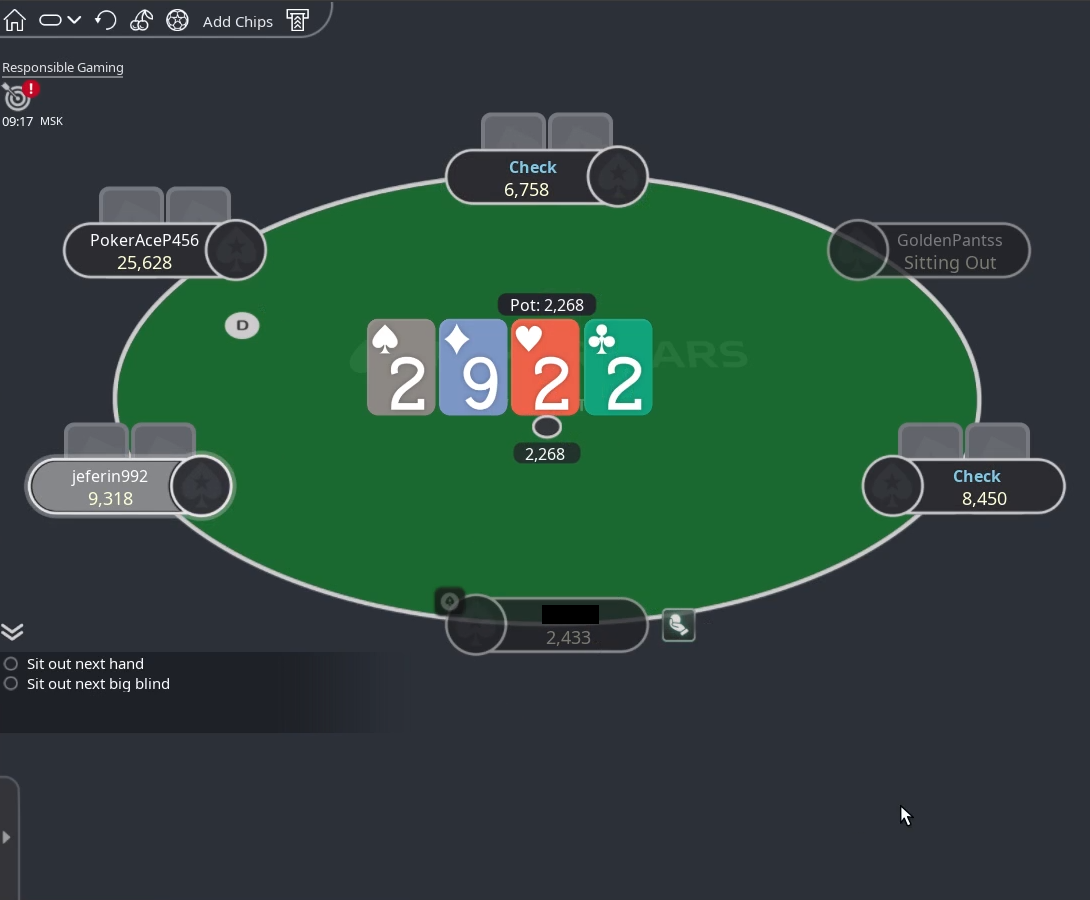 Add Chips
Responsible Gaming
!
09:17 MSK
Check
6,758
PokerAceP456
25,628
GoldenPantss
Sitting Out
D
Pot: 2,268
2 9 2 2
2,268
jeferin992
9,318
Check
8,450
2,433
Sit out next hand
Sit out next big blind